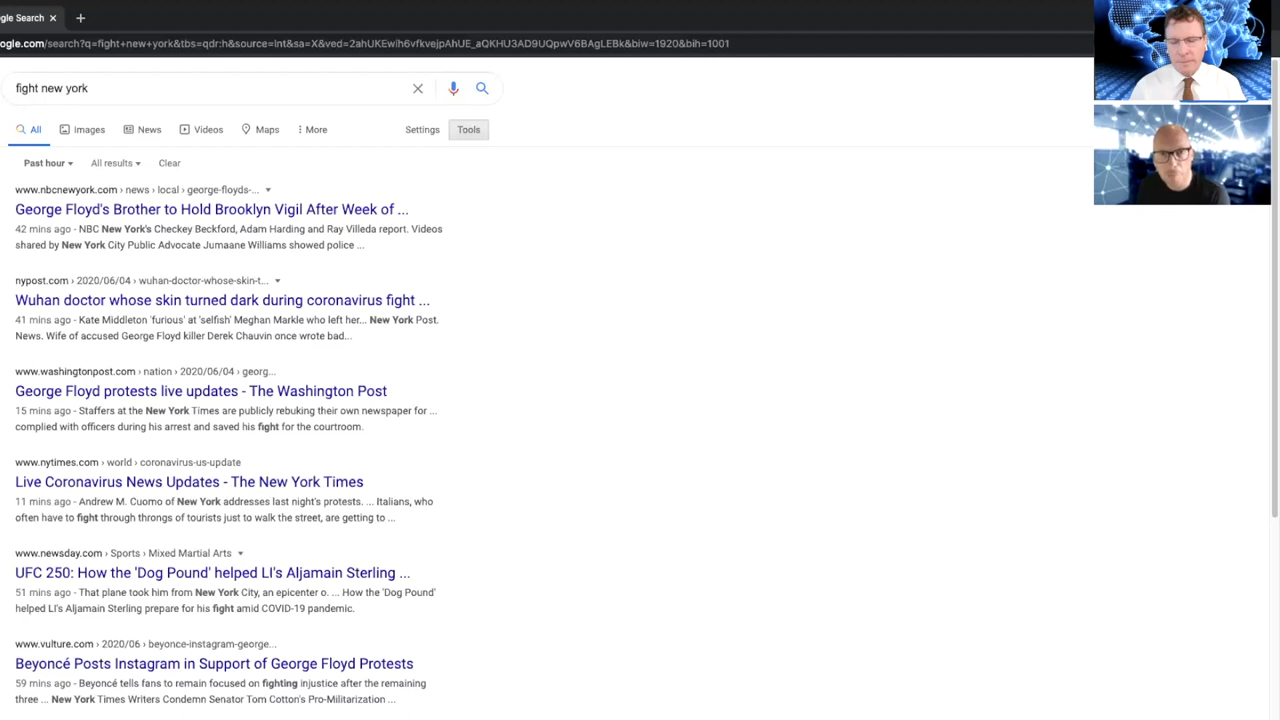 gle Search
ogle.com/search?q=fight+new+york&tbs=qdr:h&source=lnt&sa=X&ved=2ahUKEwih6vfkvejpAhUE_aQKHU3AD9UQpwV6BAgLEBk&biw=1920&bih=1001
fight new york
All Images News Videos Maps More Settings Tools
Past hour All results Clear
www.nbcnewyork.com › news › local › george-floyds-...
George Floyd's Brother to Hold Brooklyn Vigil After Week of ...
42 mins ago - NBC New York's Checkey Beckford, Adam Harding and Ray Villeda report. Videos
shared by New York City Public Advocate Jumaane Williams showed police ...
nypost.com › 2020/06/04 › wuhan-doctor-whose-skin-t...
Wuhan doctor whose skin turned dark during coronavirus fight ...
41 mins ago - Kate Middleton 'furious' at 'selfish' Meghan Markle who left her... New York Post.
News. Wife of accused George Floyd killer Derek Chauvin once wrote bad...
www.washingtonpost.com › nation › 2020/06/04 › georg...
George Floyd protests live updates - The Washington Post
15 mins ago - Staffers at the New York Times are publicly rebuking their own newspaper for ...
complied with officers during his arrest and saved his fight for the courtroom.
www.nytimes.com › world › coronavirus-us-update
Live Coronavirus News Updates - The New York Times
11 mins ago - Andrew M. Cuomo of New York addresses last night's protests. ... Italians, who
often have to fight through throngs of tourists just to walk the street, are getting to ...
www.newsday.com › Sports › Mixed Martial Arts
UFC 250: How the 'Dog Pound' helped LI's Aljamain Sterling ...
51 mins ago - That plane took him from New York City, an epicenter o. ... How the 'Dog Pound'
helped LI's Aljamain Sterling prepare for his fight amid COVID-19 pandemic.
www.vulture.com › 2020/06 › beyonce-instagram-george...
Beyoncé Posts Instagram in Support of George Floyd Protests
59 mins ago - Beyoncé tells fans to remain focused on fighting injustice after the remaining
three ... New York Times Writers Condemn Senator Tom Cotton's Pro-Militarization ...